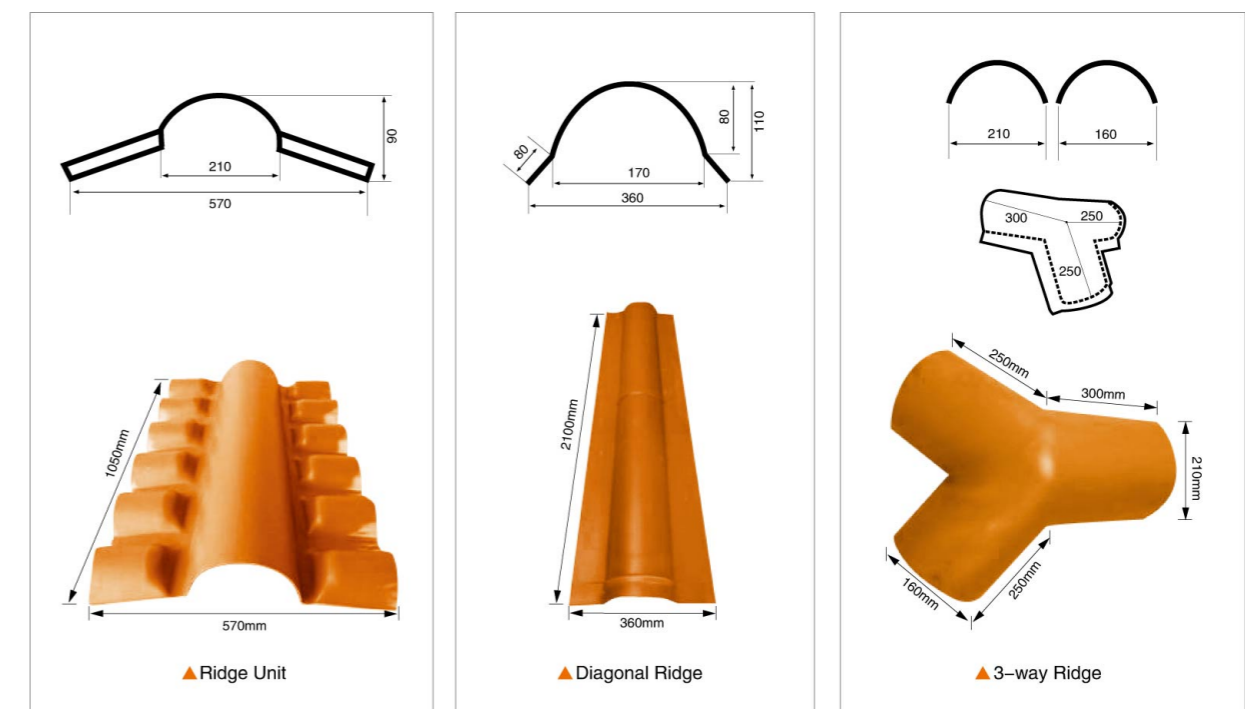 90
210
570
1050mm
570mm
▲Ridge Unit
80
110
80
170
360
2100mm
360mm
▲Diagonal Ridge
210
160
300
250
250
250mm
300mm
210mm
160mm
250mm
▲3-way Ridge